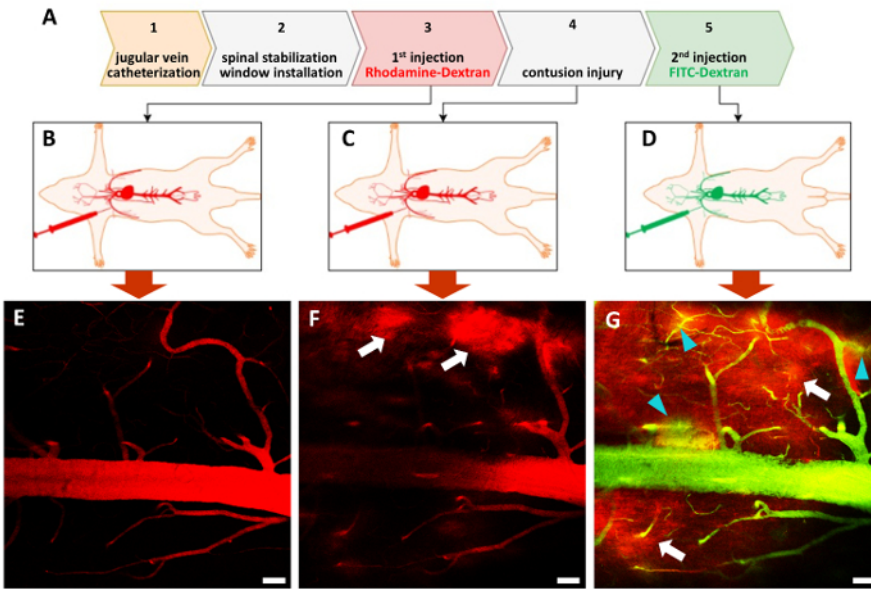 A
1
jugular vein
catheterization
2
spinal stabilization
window installation
3
1st injection
Rhodamine-Dextran
4
contusion injury
5
2nd injection
FITC-Dextran
B
C
D
E
F
G